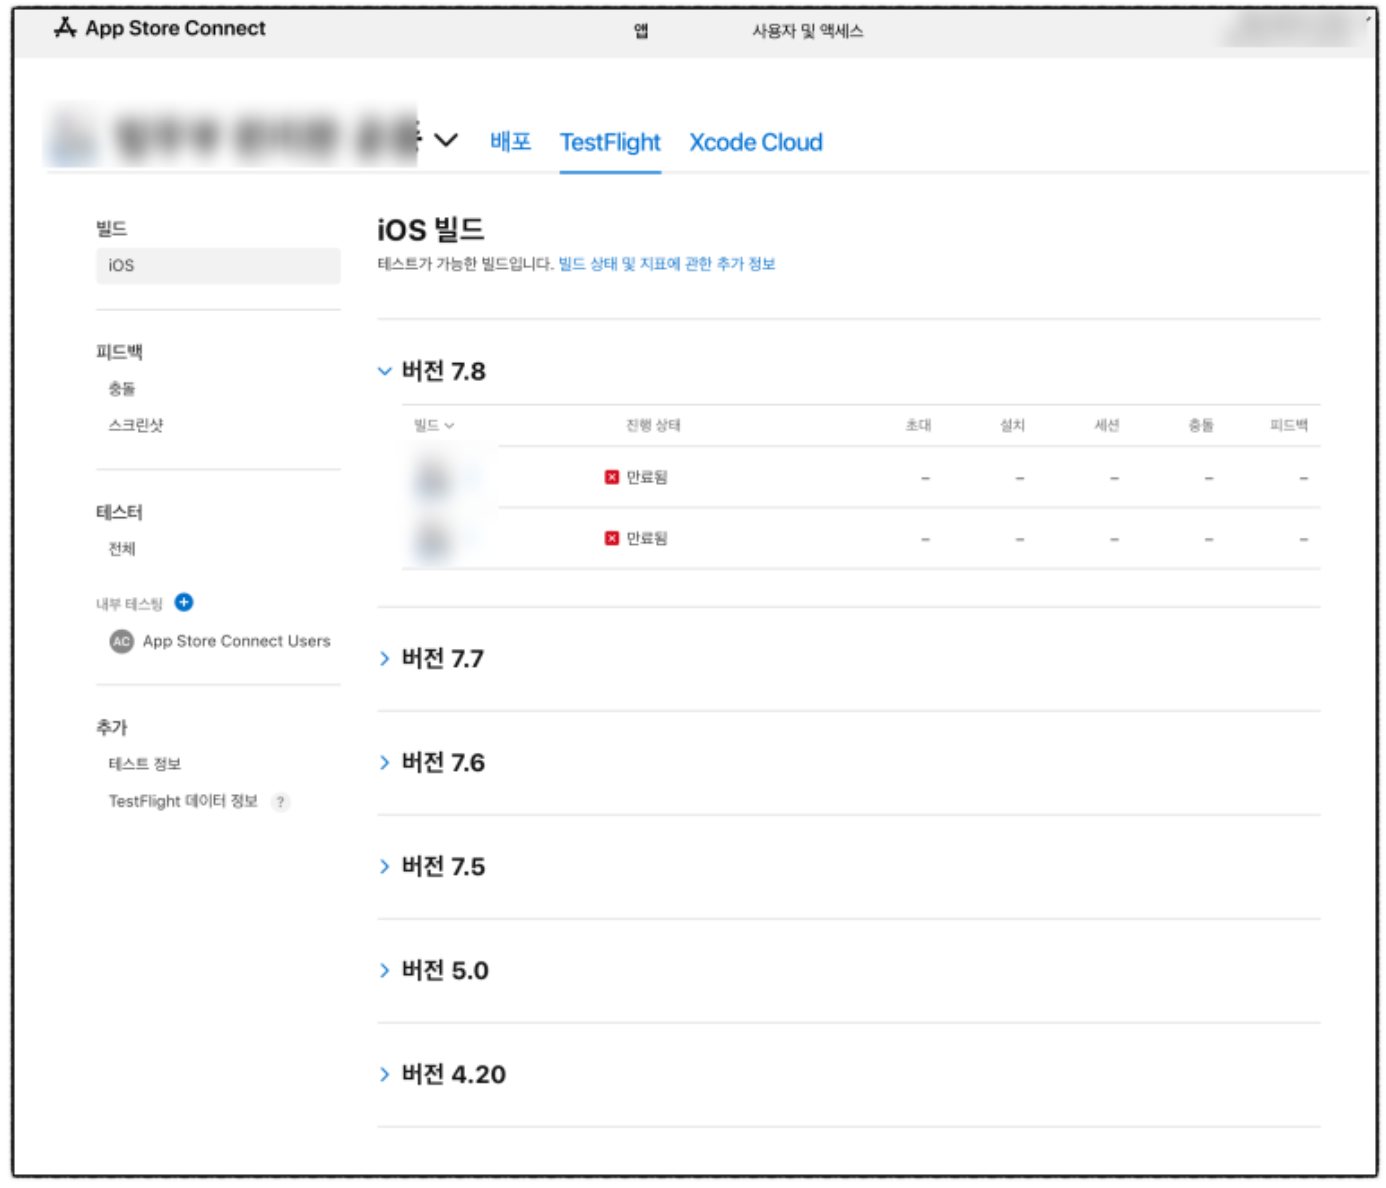 App Store Connect 앱 사용자 및 액세스
배포 TestFlight Xcode Cloud
빌드
iOS
피드백
충돌
스크린샷
테스터
전체
내부 테스팅
AC App Store Connect Users
추가
테스트 정보
TestFlight 데이터 정보 ?
iOS 빌드
테스트가 가능한 빌드입니다. 빌드 상태 및 지표에 관한 추가 정보
버전 7.8
빌드 진행 상태 초대 설치 세션 충돌 피드백
만료됨 – – – – –
만료됨 – – – – –
버전 7.7
버전 7.6
버전 7.5
버전 5.0
버전 4.20